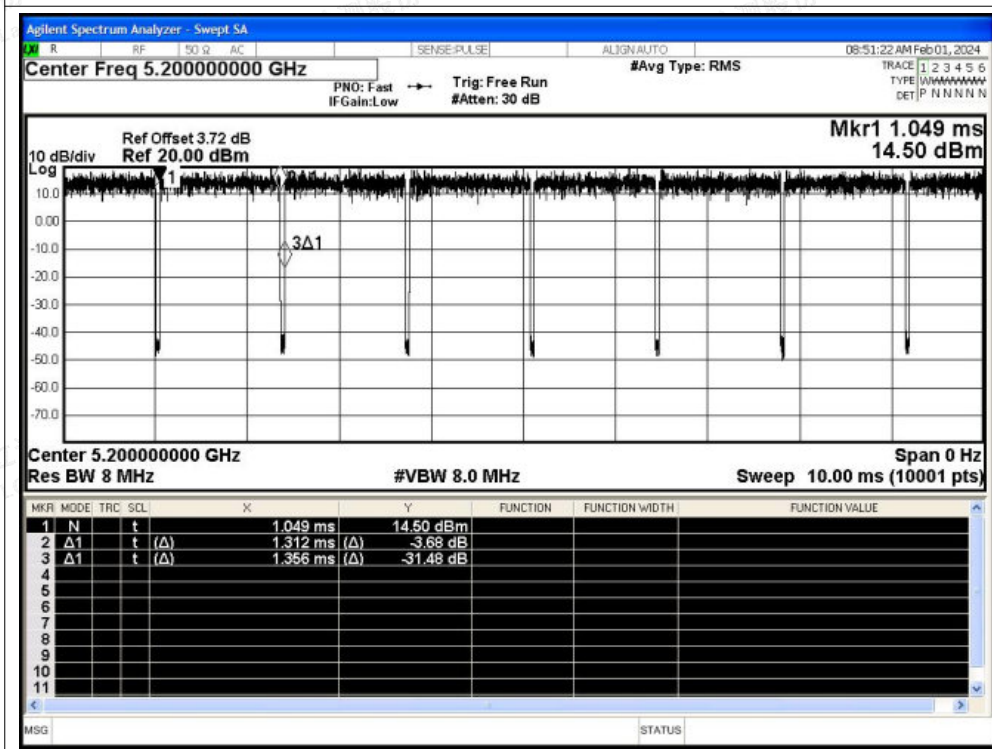 Agilent Spectrum Analyzer - Swept SA
LXI R RF 50 Ω AC SENSE:PULSE ALIGN AUTO 08:51:22 AM Feb 01, 2024
Center Freq 5.200000000 GHz #Avg Type: RMS TRACE 1 2 3 4 5 6
PNO: Fast Trig: Free Run TYPE WWWWWW
IFGain:Low #Atten: 30 dB DET P N N N N N
Mkr1 1.049 ms
Ref Offset 3.72 dB
10 dB/div Ref 20.00 dBm 14.50 dBm
Log
1
10.0
0.00
3Δ1
-10.0
-20.0
-30.0
-40.0
-50.0
-60.0
-70.0
Center 5.200000000 GHz Span 0 Hz
Res BW 8 MHz #VBW 8.0 MHz Sweep 10.00 ms (10001 pts)
MKR MODE TRC SCL X Y FUNCTION FUNCTION WIDTH FUNCTION VALUE
1 N t 1.049 ms 14.50 dBm
2 Δ1 t (Δ) 1.312 ms (Δ) -3.68 dB
3 Δ1 t (Δ) 1.356 ms (Δ) -31.48 dB
4
5
6
7
8
9
10
11
MSG STATUS